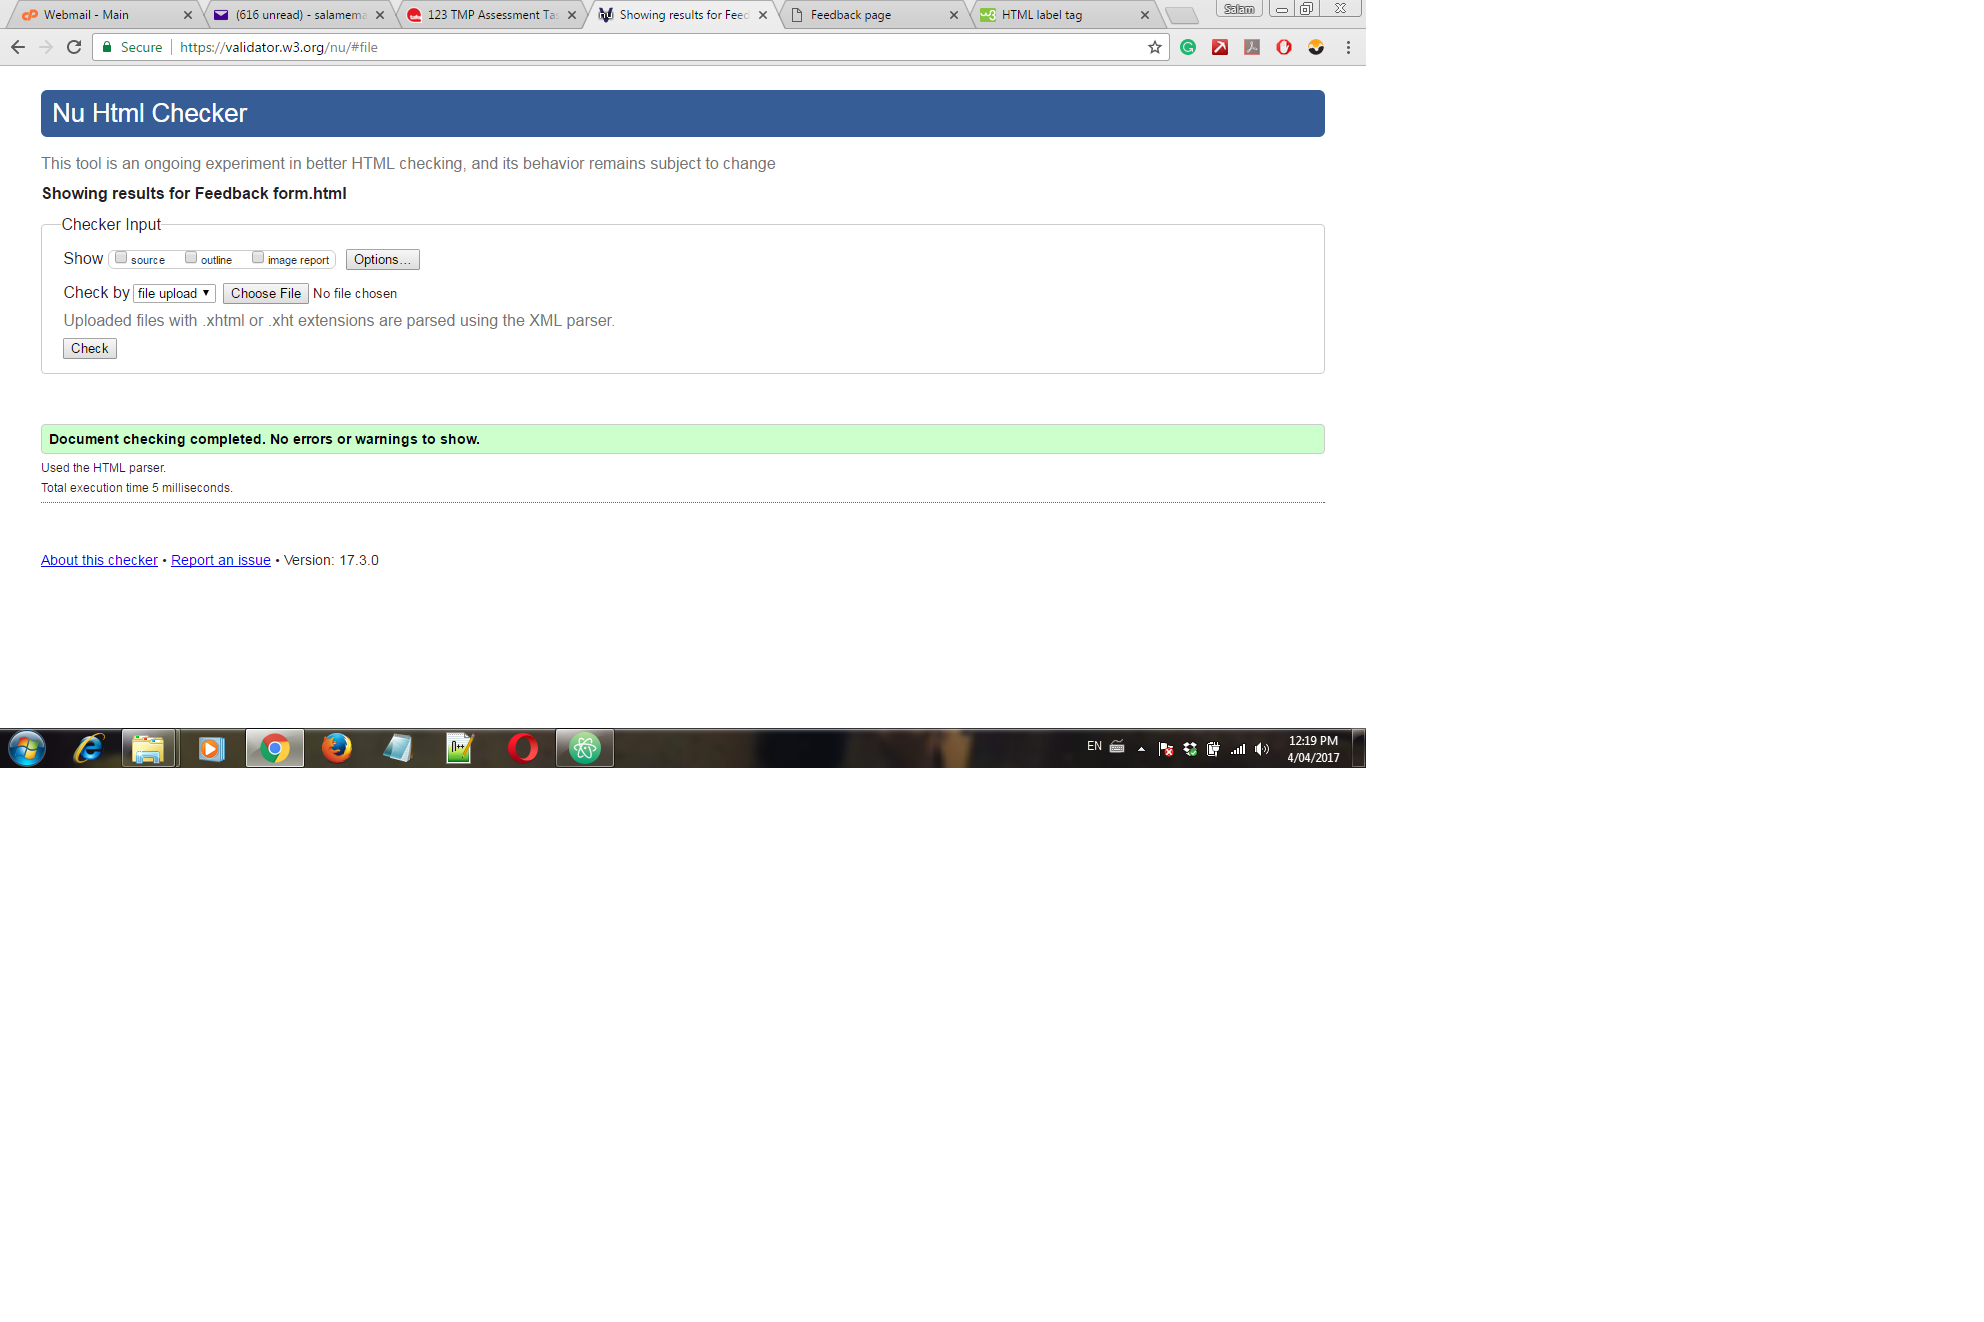 Webmail - Main
(616 unread) - salamema
123 TMP Assessment Tas
Showing results for Feed
Feedback page
HTML label tag
Salam
Secure
https://validator.w3.org/nu/#file
Nu Html Checker
This tool is an ongoing experiment in better HTML checking, and its behavior remains subject to change
Showing results for Feedback form.html
Checker Input
Show source outline image report Options...
Check by file upload Choose File No file chosen
Uploaded files with .xhtml or .xht extensions are parsed using the XML parser.
Check
Document checking completed. No errors or warnings to show.
Used the HTML parser.
Total execution time 5 milliseconds.
About this checker • Report an issue • Version: 17.3.0
EN
12:19 PM
4/04/2017